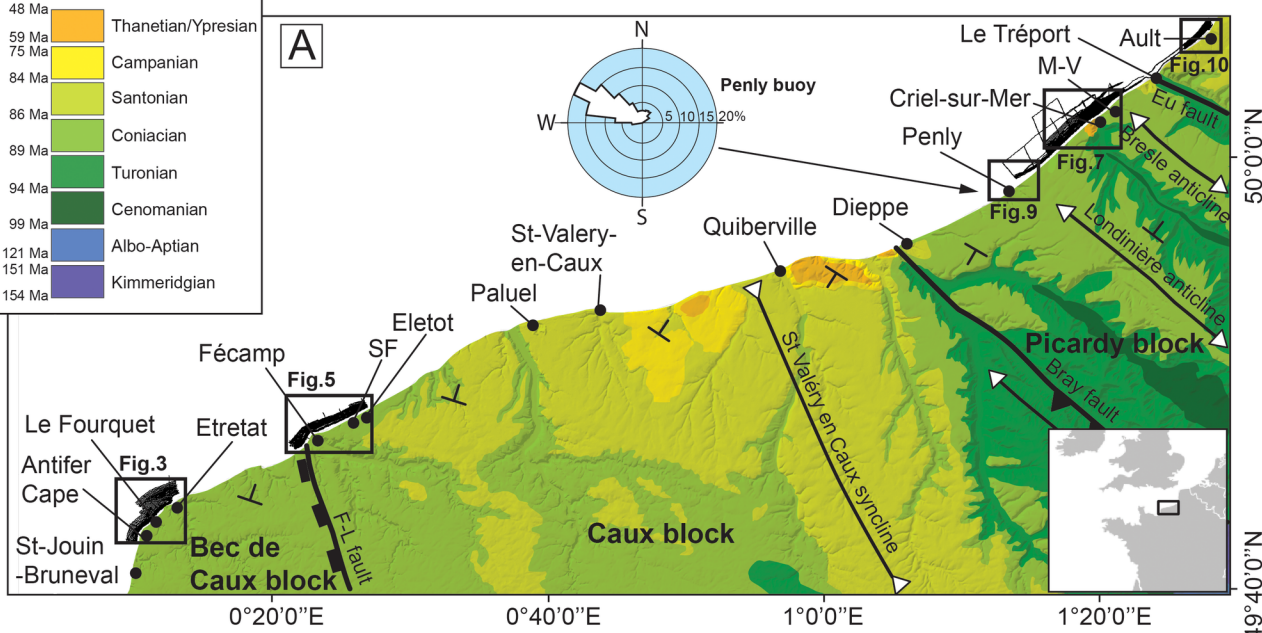 48 Ma
59 Ma
Thanetian/Ypresian
75 Ma
84 Ma
Campanian
Santonian
86 Ma
Coniacian
89 Ma
Turonian
94 Ma
Cenomanian
99 Ma
Albo-Aptian
121 Ma
151 Ma
Kimmeridgian
154 Ma
A
N
W
S
5 10 15 20%
Penly buoy
Le Tréport
Ault
Fig.10
M-V
Eu fault
Criel-sur-Mer
Fig.7
Bresle anticline
Penly
Fig.9
Londinière anticline
50°0'0"N
Dieppe
Quiberville
St-Valery-
en-Caux
Paluel
Eletot
SF
Fécamp
Fig.5
Le Fourquet
Etretat
Fig.3
Antifer
Cape
St-Jouin
-Bruneval
Bec de
Caux block
F-L fault
Caux block
St Valéry en Caux syncline
Picardy block
Bray fault
49°40'0"N
0°20'0"E
0°40'0"E
1°0'0"E
1°20'0"E